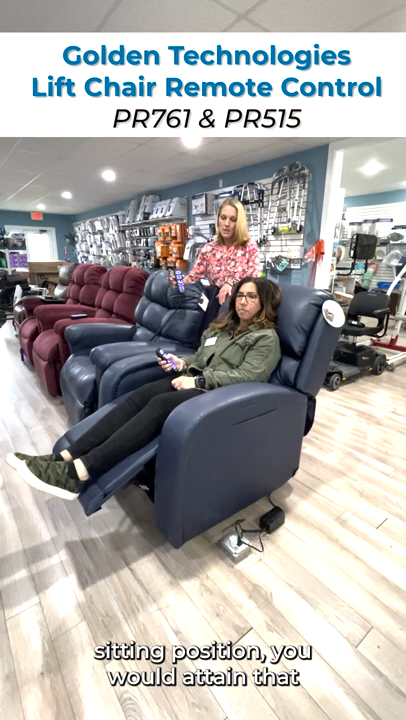 Golden Technologies
Lift Chair Remote Control
PR761 & PR515
sitting position, you
would attain that